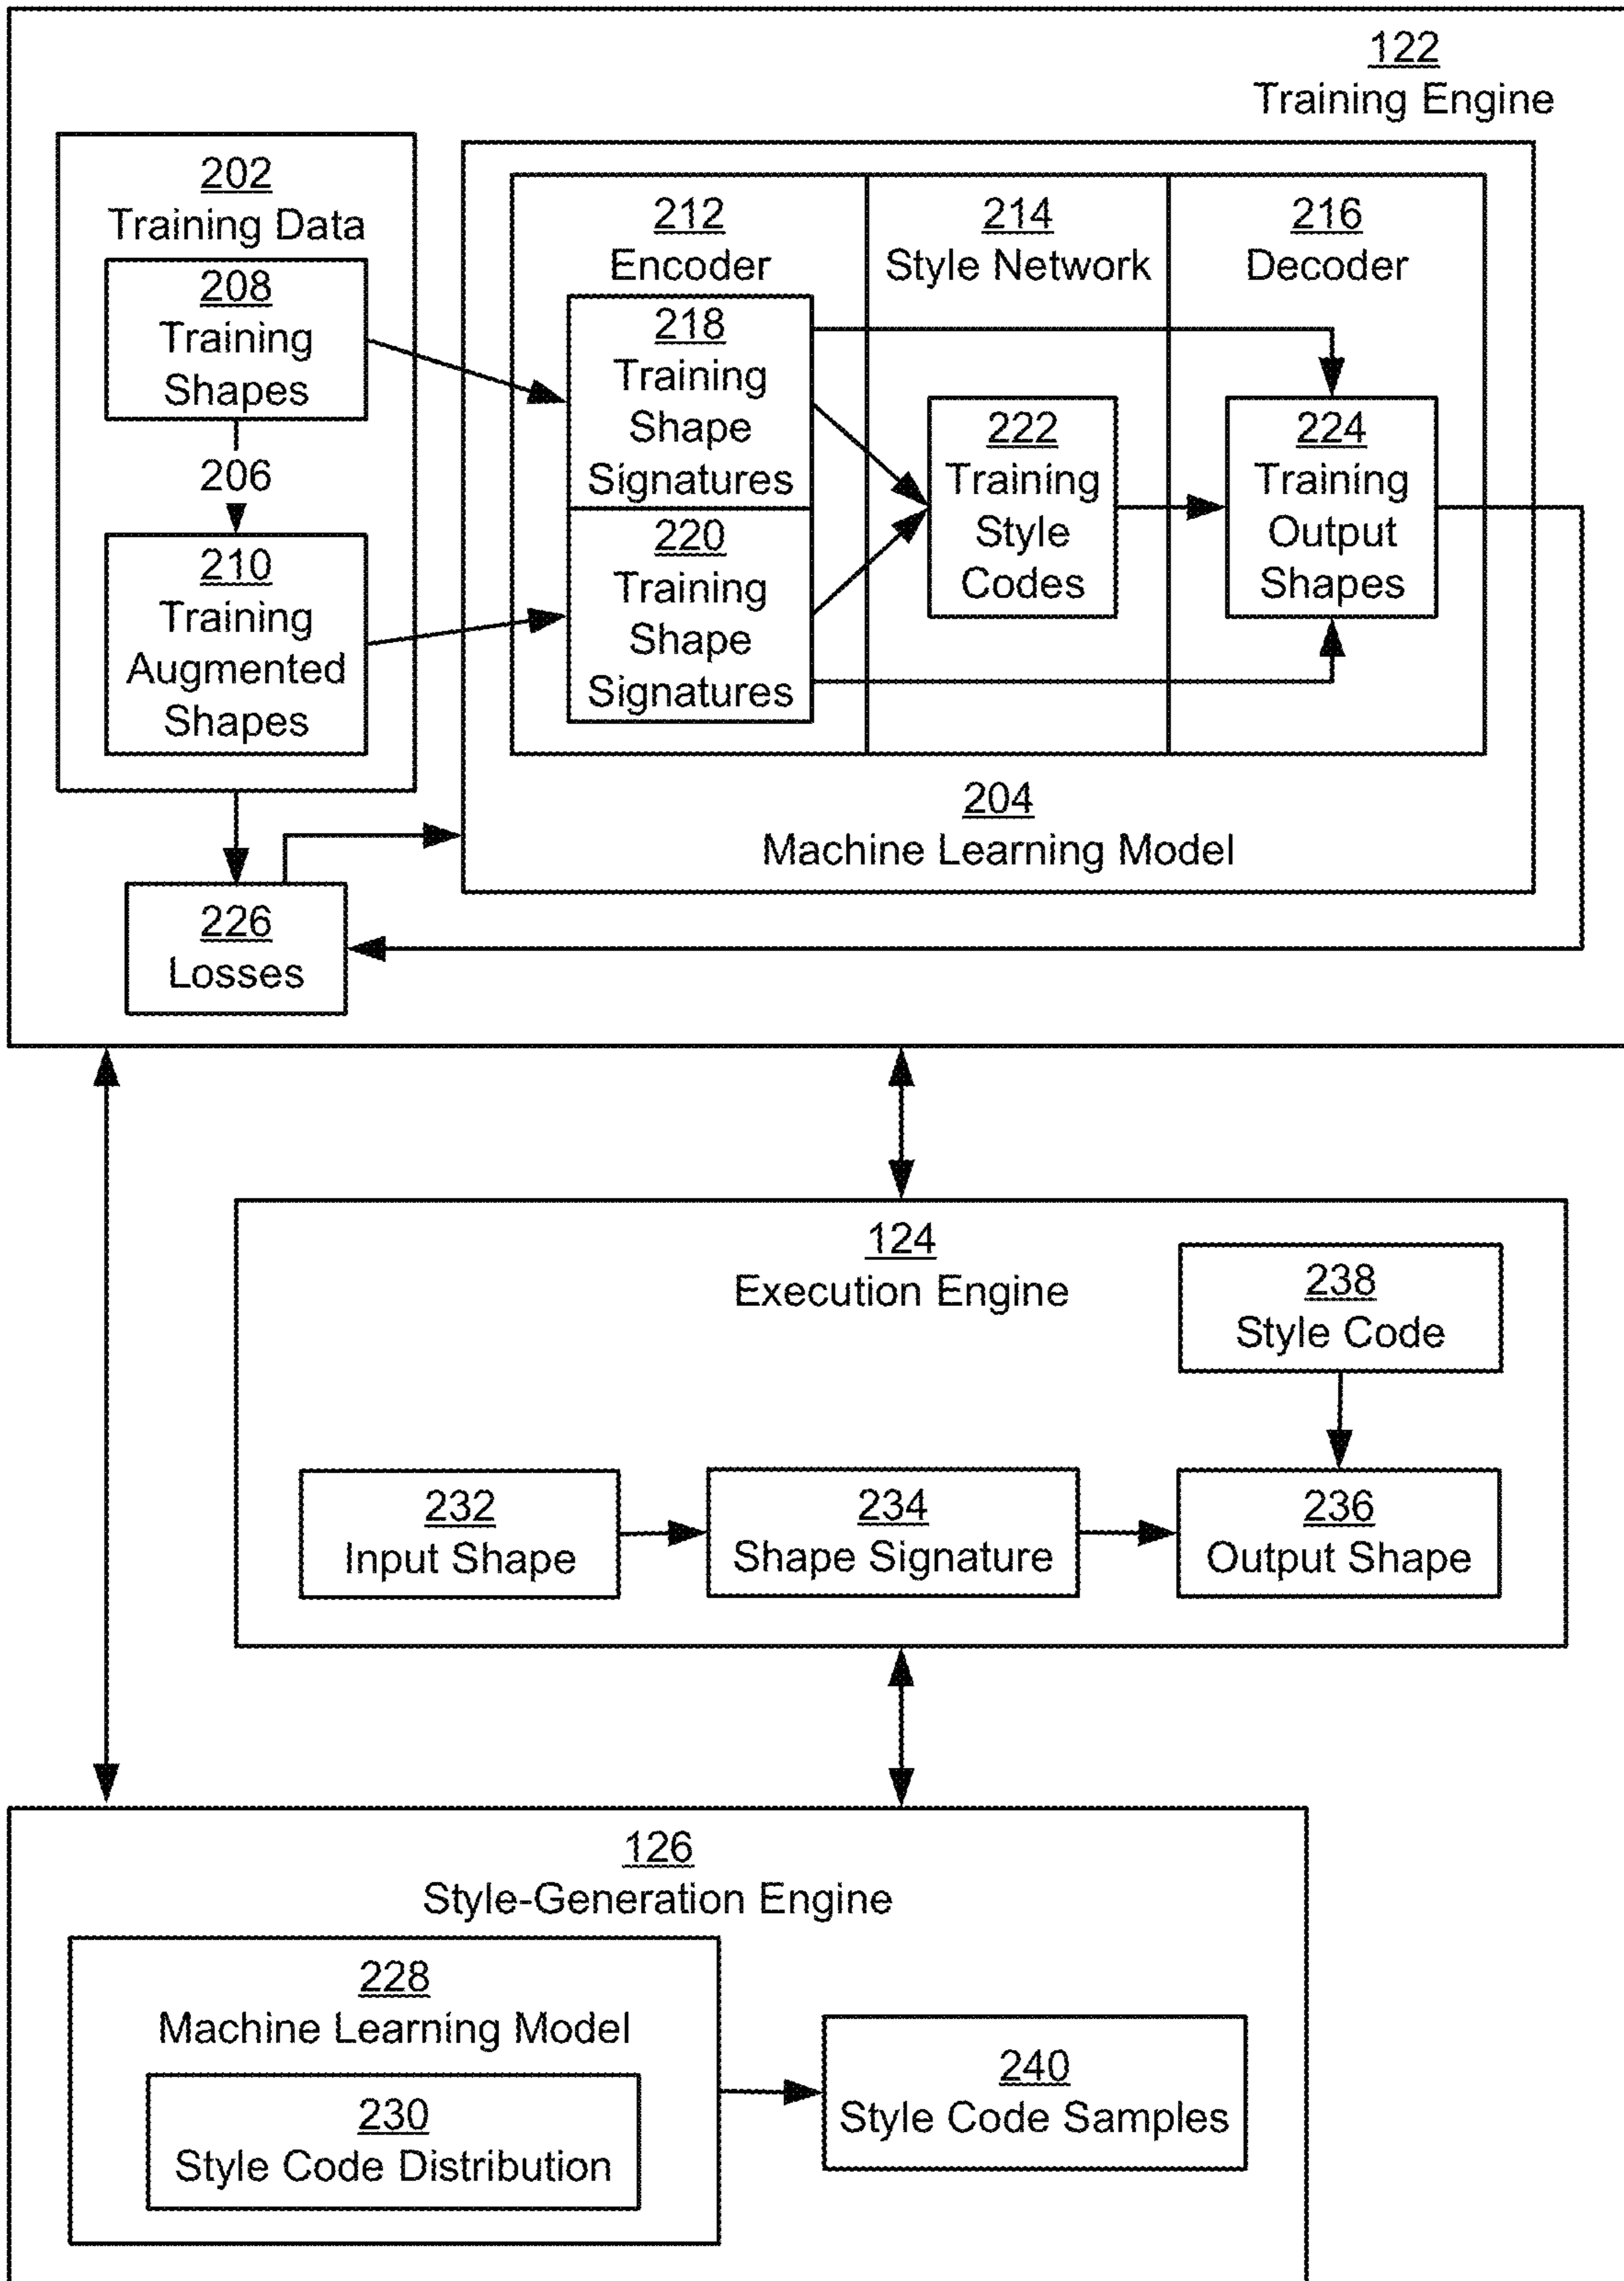 122
Training Engine
202
Training Data
208
Training
Shapes
206
210
Training
Augmented
Shapes
212
Encoder
214
Style Network
216
Decoder
218
Training
Shape
Signatures
220
Training
Shape
Signatures
222
Training
Style
Codes
224
Training
Output
Shapes
204
Machine Learning Model
226
Losses
124
Execution Engine
238
Style Code
232
Input Shape
234
Shape Signature
236
Output Shape
126
Style-Generation Engine
228
Machine Learning Model
230
Style Code Distribution
240
Style Code Samples